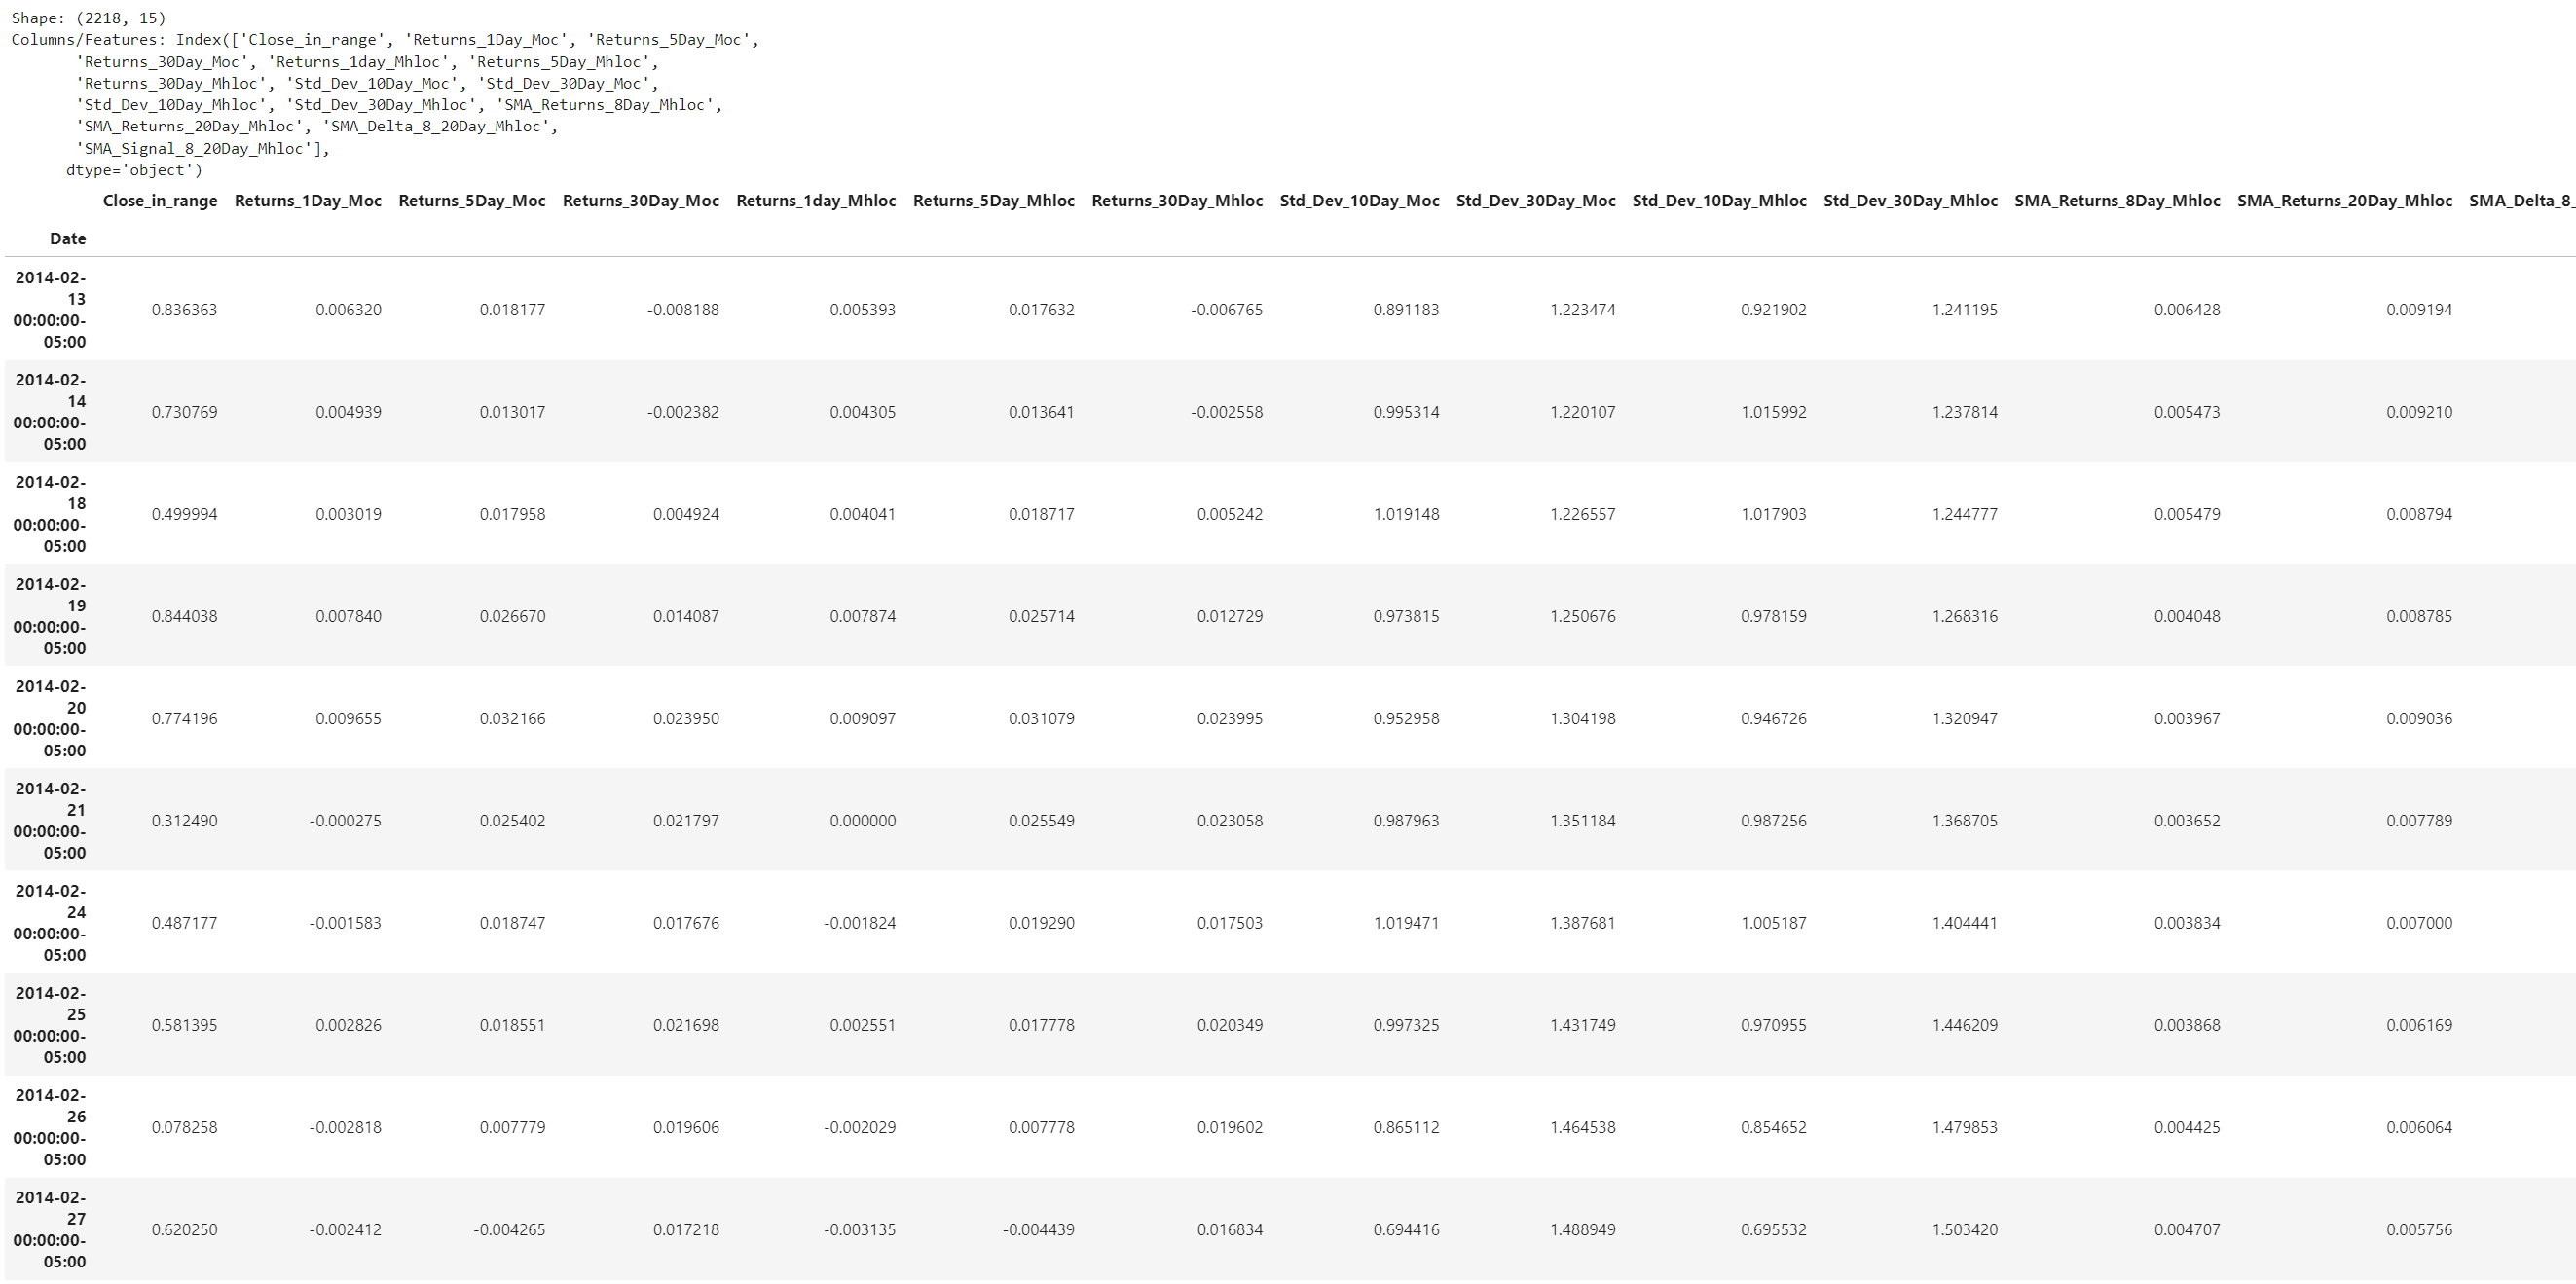 Shape: (2218, 15)
Columns/Features: Index(['Close_in_range', 'Returns_1Day_Moc', 'Returns_5Day_Moc',
'Returns_30Day_Moc', 'Returns_1day_Mhloc', 'Returns_5Day_Mhloc',
'Returns_30Day_Mhloc', 'Std_Dev_10Day_Moc', 'Std_Dev_30Day_Moc',
'Std_Dev_10Day_Mhloc', 'Std_Dev_30Day_Mhloc', 'SMA_Returns_8Day_Mhloc',
'SMA_Returns_20Day_Mhloc', 'SMA_Delta_8_20Day_Mhloc',
'SMA_Signal_8_20Day_Mhloc'],
dtype='object')
Close_in_range Returns_1Day_Moc Returns_5Day_Moc Returns_30Day_Moc Returns_1day_Mhloc Returns_5Day_Mhloc Returns_30Day_Mhloc Std_Dev_10Day_Moc Std_Dev_30Day_Moc Std_Dev_10Day_Mhloc Std_Dev_30Day_Mhloc SMA_Returns_8Day_Mhloc SMA_Returns_20Day_Mhloc SMA_Delta_8_
Date
2014-02-
13
00:00:00-
05:00
0.836363 0.006320 0.018177 -0.008188 0.005393 0.017632 -0.006765 0.891183 1.223474 0.921902 1.241195 0.006428 0.009194
2014-02-
14
00:00:00-
05:00
0.730769 0.004939 0.013017 -0.002382 0.004305 0.013641 -0.002558 0.995314 1.220107 1.015992 1.237814 0.005473 0.009210
2014-02-
18
00:00:00-
05:00
0.499994 0.003019 0.017958 0.004924 0.004041 0.018717 0.005242 1.019148 1.226557 1.017903 1.244777 0.005479 0.008794
2014-02-
19
00:00:00-
05:00
0.844038 0.007840 0.026670 0.014087 0.007874 0.025714 0.012729 0.973815 1.250676 0.978159 1.268316 0.004048 0.008785
2014-02-
20
00:00:00-
05:00
0.774196 0.009655 0.032166 0.023950 0.009097 0.031079 0.023995 0.952958 1.304198 0.946726 1.320947 0.003967 0.009036
2014-02-
21
00:00:00-
05:00
0.312490 -0.000275 0.025402 0.021797 0.000000 0.025549 0.023058 0.987963 1.351184 0.987256 1.368705 0.003652 0.007789
2014-02-
24
00:00:00-
05:00
0.487177 -0.001583 0.018747 0.017676 -0.001824 0.019290 0.017503 1.019471 1.387681 1.005187 1.404441 0.003834 0.007000
2014-02-
25
00:00:00-
05:00
0.581395 0.002826 0.018551 0.021698 0.002551 0.017778 0.020349 0.997325 1.431749 0.970955 1.446209 0.003868 0.006169
2014-02-
26
00:00:00-
05:00
0.078258 -0.002818 0.007779 0.019606 -0.002029 0.007778 0.019602 0.865112 1.464538 0.854652 1.479853 0.004425 0.006064
2014-02-
27
00:00:00-
05:00
0.620250 -0.002412 -0.004265 0.017218 -0.003135 -0.004439 0.016834 0.694416 1.488949 0.695532 1.503420 0.004707 0.005756